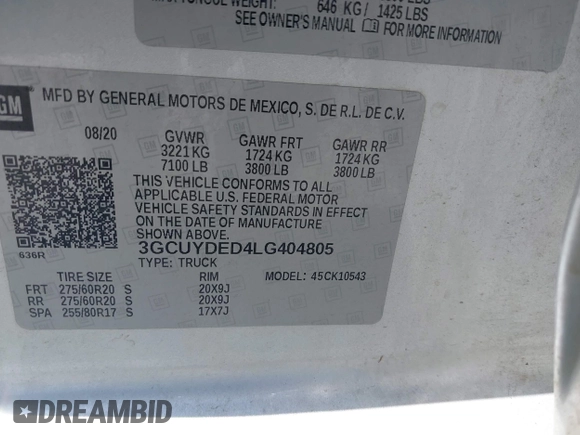 WEIGHT: 646 KG / 1425 LBS
SEE OWNER'S MANUAL FOR MORE INFORMATION
GM
MFD BY GENERAL MOTORS DE MEXICO, S. DE R.L. DE C.V.
08/20 GVWR GAWR FRT GAWR RR
3221 KG 1724 KG 1724 KG
7100 LB 3800 LB 3800 LB
THIS VEHICLE CONFORMS TO ALL
APPLICABLE U.S. FEDERAL MOTOR
VEHICLE SAFETY STANDARDS IN EFFECT
ON THE DATE OF MANUFACTURE
SHOWN ABOVE.
636R
3GCUYDED4LG404805
TYPE: TRUCK
TIRE SIZE RIM MODEL: 45CK10543
FRT 275/60R20 S 20X9J
RR 275/60R20 S 20X9J
SPA 255/80R17 S 17X7J
DREAMBID